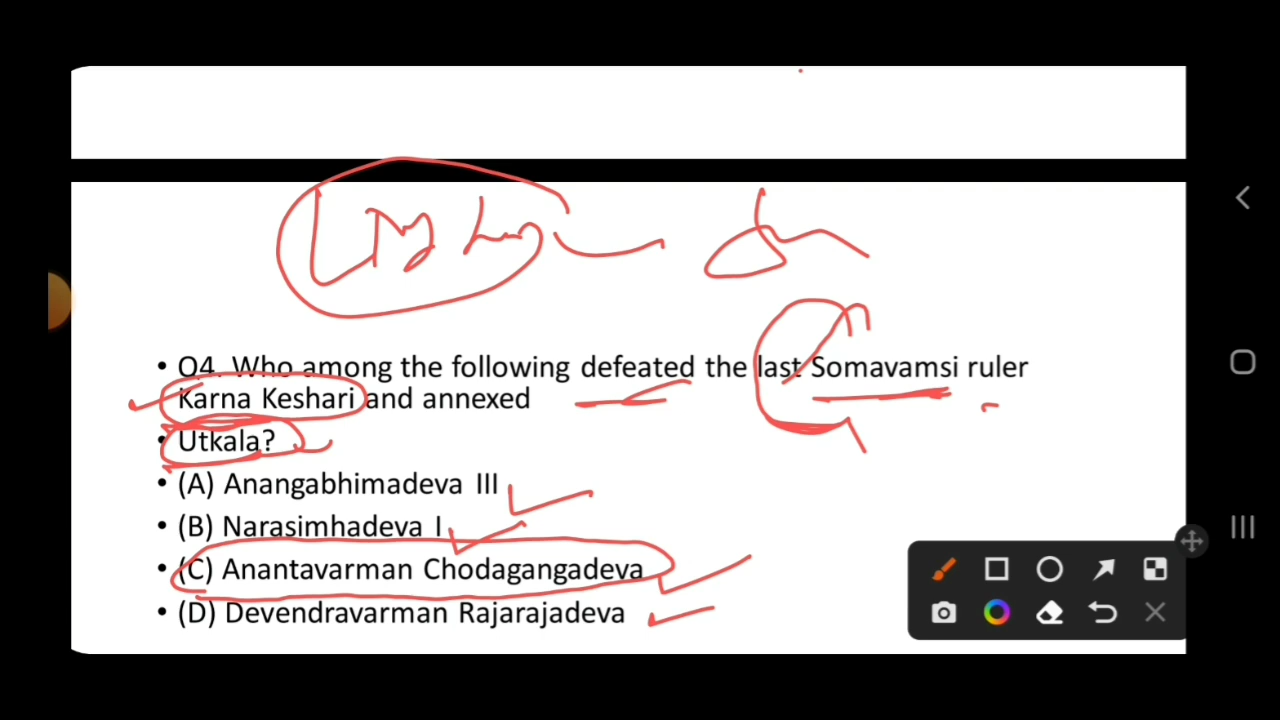 • Q4. Who among the following defeated the last Somavamsi ruler
Karna Keshari and annexed
• Utkala?
• (A) Anangabhimadeva III
• (B) Narasimhadeva I
• (C) Anantavarman Chodagangadeva
• (D) Devendravarman Rajarajadeva